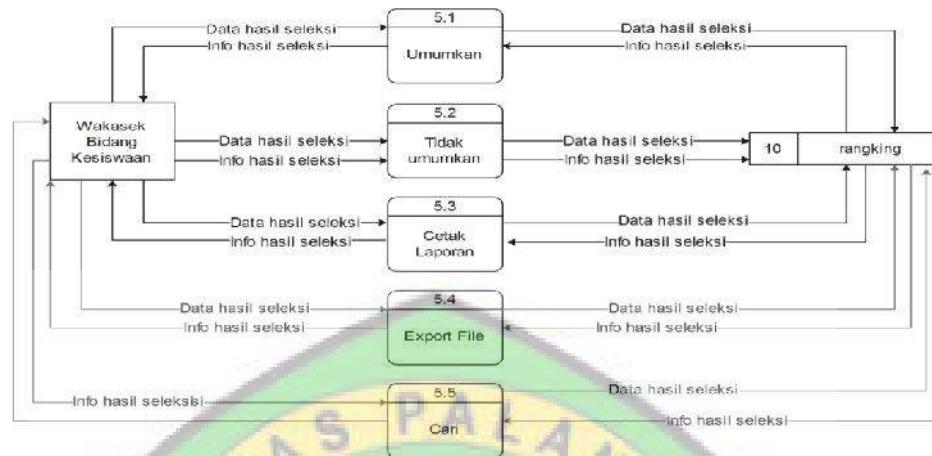 5.1
Data hasil seleksi
Data hasil seleksi
Info hasil seleksi
Umumkan
Info hasil seleksi
Wakasek
Bidang
Kesiswaan
5.2
Data hasil seleksi
Tidak
umumkan
Data hasil seleksi
Info hasil seleksi
Info hasil seleksi
10
rangking
5.3
Data hasil seleksi
Data hasil seleksi
Info hasil seleksi
Cetak
Laporan
Info hasil seleksi
5.4
Data hasil seleksi
Data hasil seleksi
Info hasil seleksi
Export File
Info hasil seleksi
5.5
Data hasil seleksi
Info hasil seleksisi
Cari
Info hasil seleksi
AS PALAN